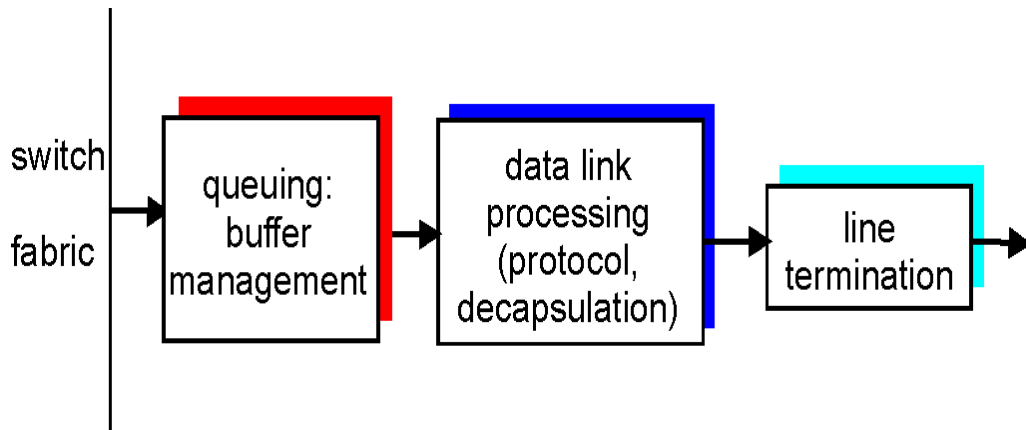 switch
fabric
queuing:
buffer
management
data link
processing
(protocol,
decapsulation)
line
termination